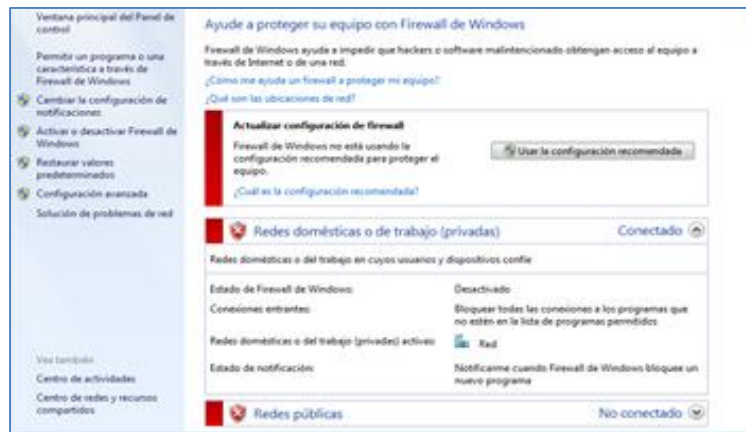 Ventana principal del Panel de
control
Permitir un programa o una
característica a través de
Firewall de Windows
Cambiar la configuración de
notificaciones
Activar o desactivar Firewall de
Windows
Restaurar valores
predeterminados
Configuración avanzada
Solución de problemas de red
Vea también
Centro de actividades
Centro de redes y recursos
compartidos
Ayude a proteger su equipo con Firewall de Windows
Firewall de Windows ayuda a impedir que hackers o software malintencionado obtengan acceso al equipo a
través de Internet o de una red.
¿Cómo me ayuda un firewall a proteger mi equipo?
¿Qué son las ubicaciones de red?
Actualizar configuración de firewall
Firewall de Windows no está usando la
configuración recomendada para proteger el
equipo.
¿Cuál es la configuración recomendada?
Usar la configuración recomendada
Redes domésticas o de trabajo (privadas) Conectado
Redes domésticas o del trabajo en cuyos usuarios y dispositivos confíe
Estado de Firewall de Windows: Desactivado
Conexiones entrantes: Bloquear todas las conexiones a los programas que
no estén en la lista de programas permitidos
Redes domésticas o del trabajo (privadas) activas: Red
Estado de notificación: Notificarme cuando Firewall de Windows bloquee un
nuevo programa
Redes públicas No conectado